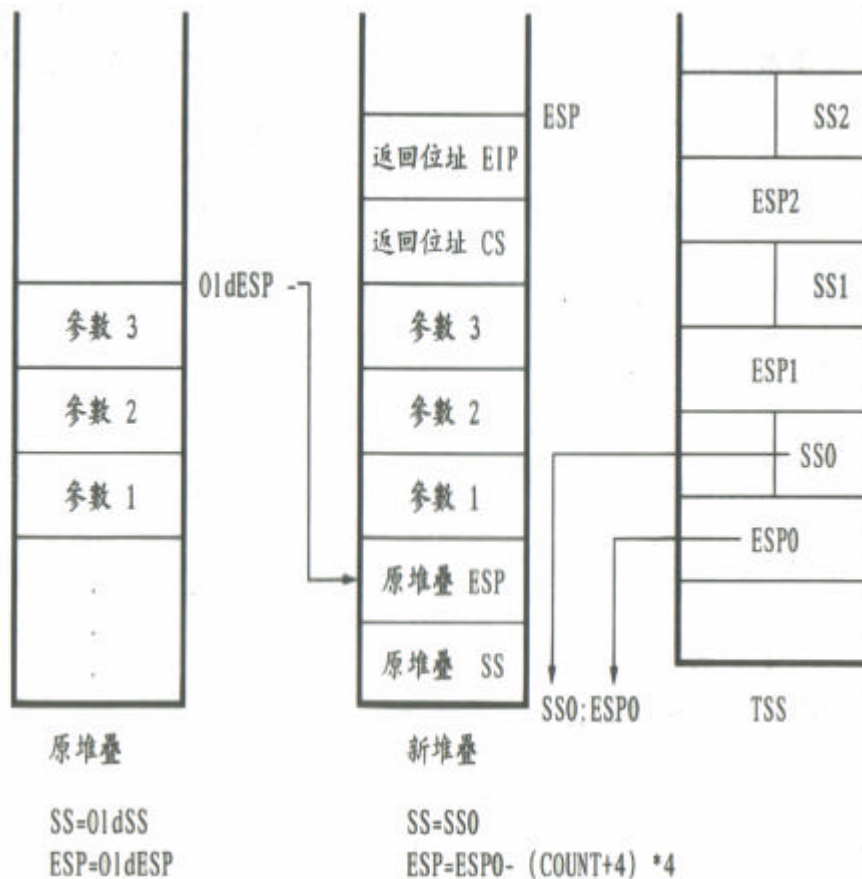 ESP
SS2
返回位址 EIP
ESP2
返回位址 CS
OldESP
SS1
參數 3
參數 3
ESP1
參數 2
參數 2
SS0
參數 1
參數 1
ESP0
原堆疊 ESP
原堆疊 SS
SS0:ESP0
TSS
原堆疊
新堆疊
SS=OldSS
SS=SS0
ESP=OldESP
ESP=ESP0- (COUNT+4) *4